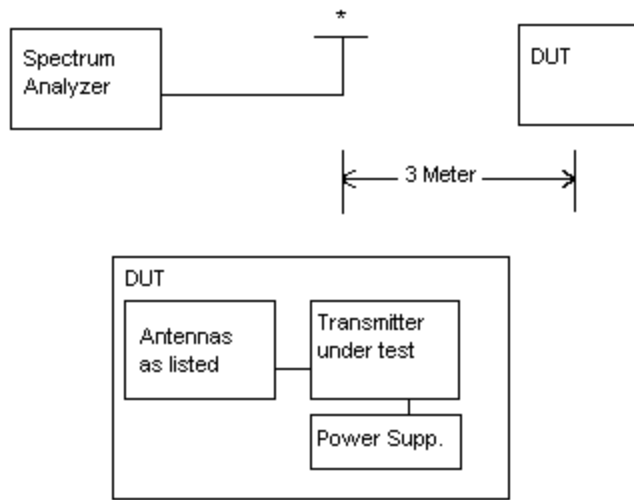 *
Spectrum
Analyzer
DUT
3 Meter
DUT
Antennas
as listed
Transmitter
under test
Power Supp.